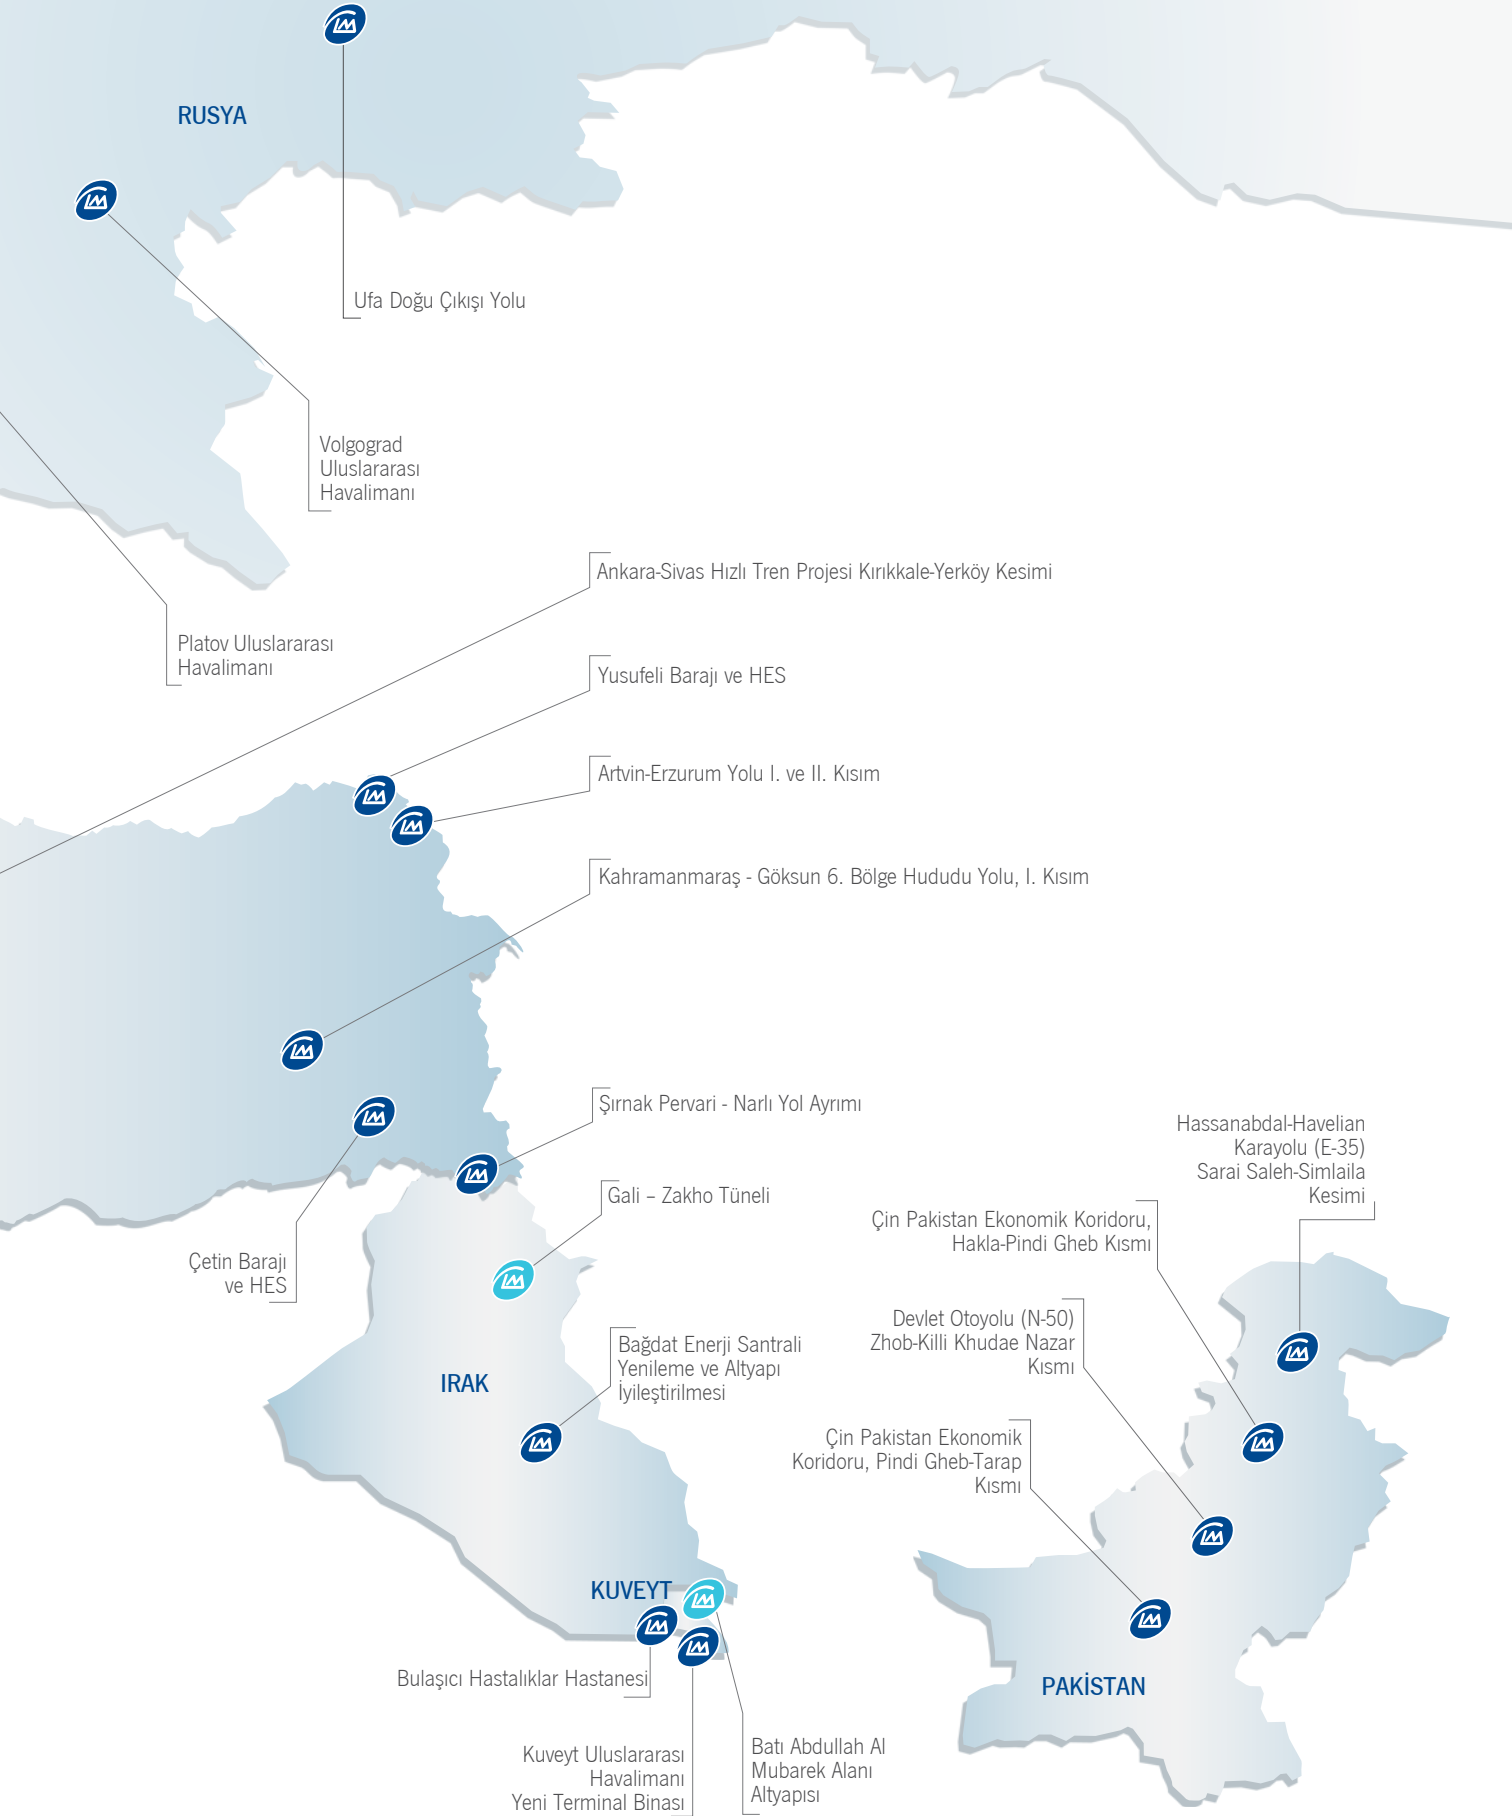 RUSYA
Ufa Doğu Çıkışı Yolu
Volgograd
Uluslararası
Havalimanı
Ankara-Sivas Hızlı Tren Projesi Kırıkkale-Yerköy Kesimi
Platov Uluslararası
Havalimanı
Yusufeli Barajı ve HES
Artvin-Erzurum Yolu I. ve II. Kısım
Kahramanmaraş - Göksun 6. Bölge Hududu Yolu, I. Kısım
Şırnak Pervari - Narlı Yol Ayrımı
Hassanabdal-Havelian
Karayolu (E-35)
Sarai Saleh-Simlaila
Kesimi
Gali – Zakho Tüneli
Çin Pakistan Ekonomik Koridoru,
Hakla-Pindi Gheb Kısmı
Çetin Barajı
ve HES
Devlet Otoyolu (N-50)
Zhob-Killi Khudae Nazar
Kısmı
Bağdat Enerji Santrali
Yenileme ve Altyapı
İyileştirilmesi
IRAK
Çin Pakistan Ekonomik
Koridoru, Pindi Gheb-Tarap
Kısmı
KUVEYT
Bulaşıcı Hastalıklar Hastanesi
PAKİSTAN
Kuveyt Uluslararası
Havalimanı
Yeni Terminal Binası
Batı Abdullah Al
Mubarek Alanı
Altyapısı